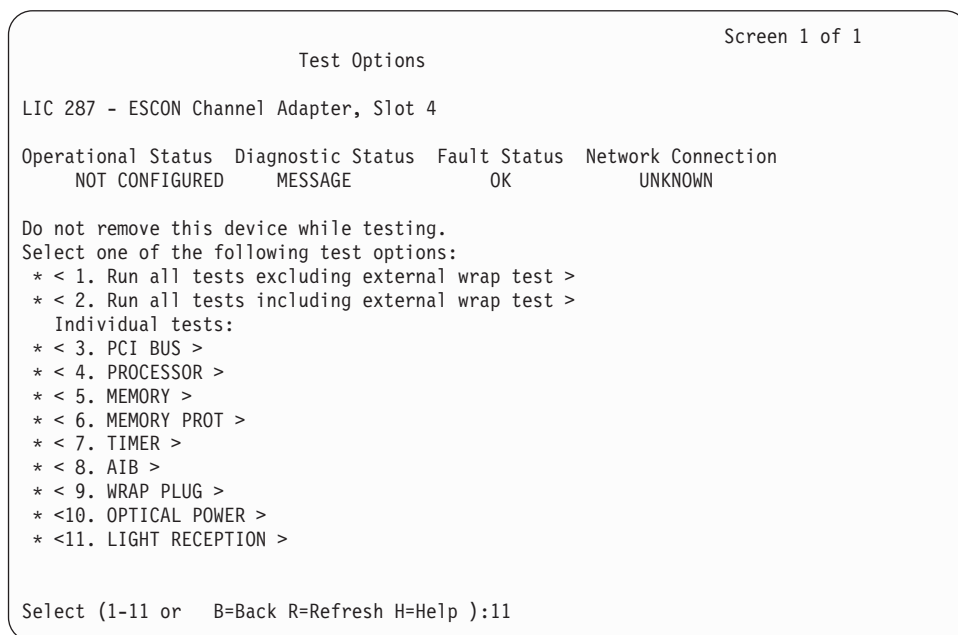 Screen 1 of 1
Test Options
LIC 287 - ESCON Channel Adapter, Slot 4
Operational Status Diagnostic Status Fault Status Network Connection
NOT CONFIGURED MESSAGE OK UNKNOWN
Do not remove this device while testing.
Select one of the following test options:
* < 1. Run all tests excluding external wrap test >
* < 2. Run all tests including external wrap test >
Individual tests:
* < 3. PCI BUS >
* < 4. PROCESSOR >
* < 5. MEMORY >
* < 6. MEMORY PROT >
* < 7. TIMER >
* < 8. AIB >
* < 9. WRAP PLUG >
* <10. OPTICAL POWER >
* <11. LIGHT RECEPTION >
Select (1-11 or B=Back R=Refresh H=Help ):11